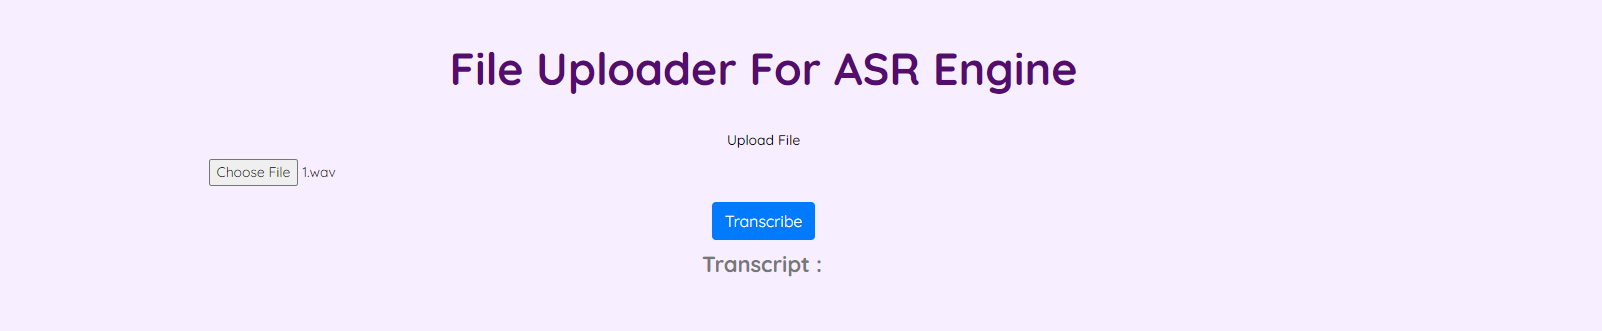 File Uploader For ASR Engine
Upload File
Choose File 1.wav
Transcribe
Transcript :